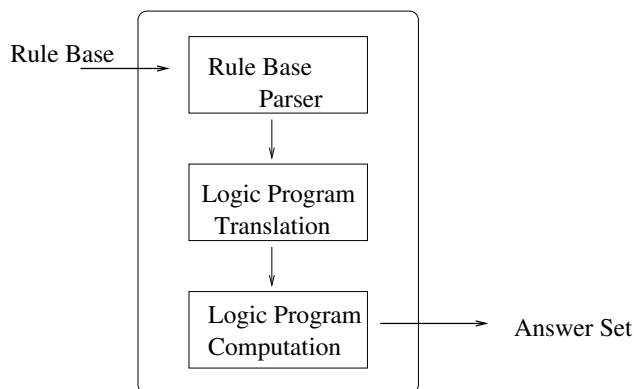 Rule Base
Rule Base
Parser
Logic Program
Translation
Logic Program
Computation
Answer Set